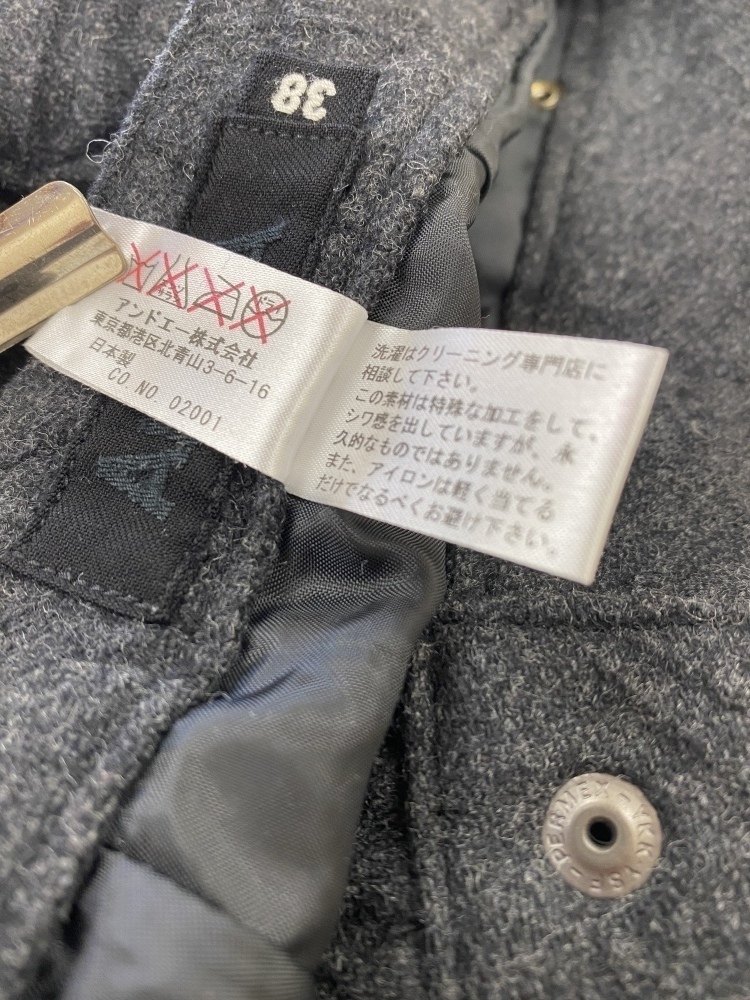 38
ドライ
アンドエー株式会社
東京都港区北青山3-6-16
日本製
CO.NO.02001
洗濯はクリーニング専門店に
相談して下さい。
この素材は特殊な加工をして、
シワ感を出していますが、永
久的なものではありません。
また、アイロンは軽く当てる
だけでなるべくお避け下さい。
A
PERMEX-YKK